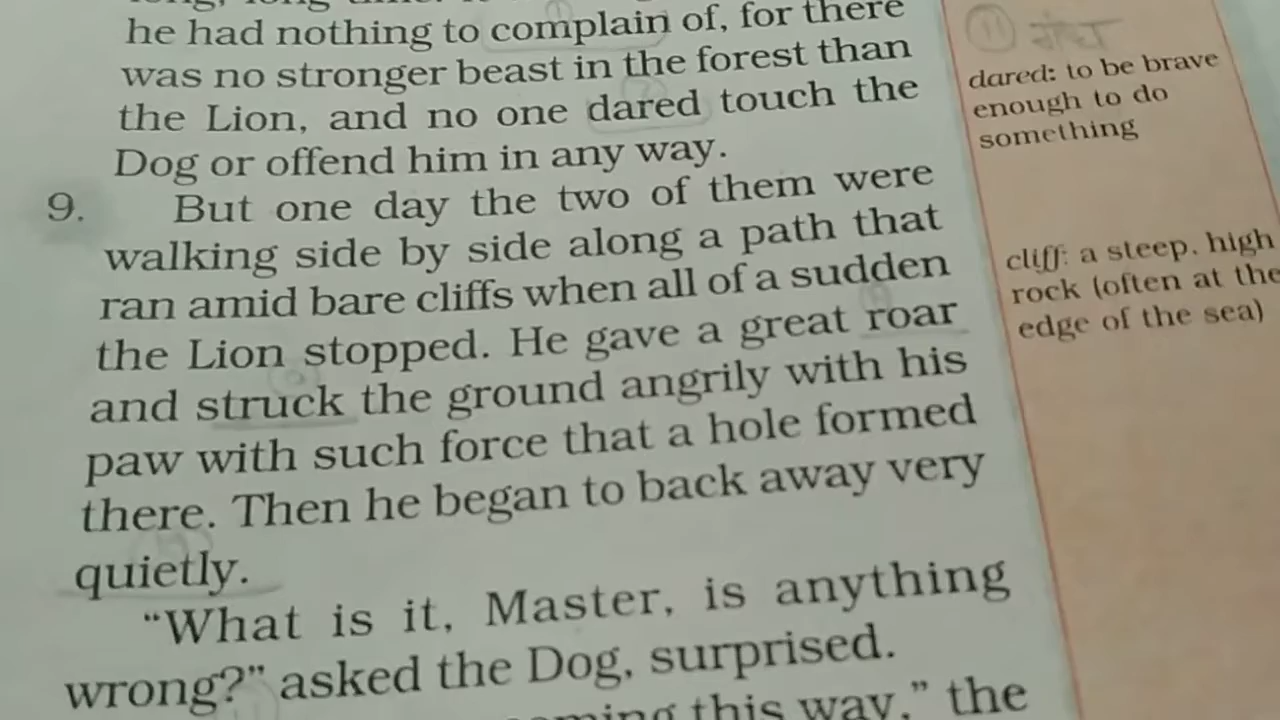 he had nothing to complain of, for there
was no stronger beast in the forest than
the Lion, and no one dared touch the
Dog or offend him in any way.
9. But one day the two of them were
walking side by side along a path that
ran amid bare cliffs when all of a sudden
the Lion stopped. He gave a great roar
and struck the ground angrily with his
paw with such force that a hole formed
there. Then he began to back away very
quietly.
“What is it, Master, is anything
wrong?” asked the Dog, surprised.
this way,” the
11
dared: to be brave
enough to do
something
cliff: a steep, high
rock (often at the
edge of the sea)